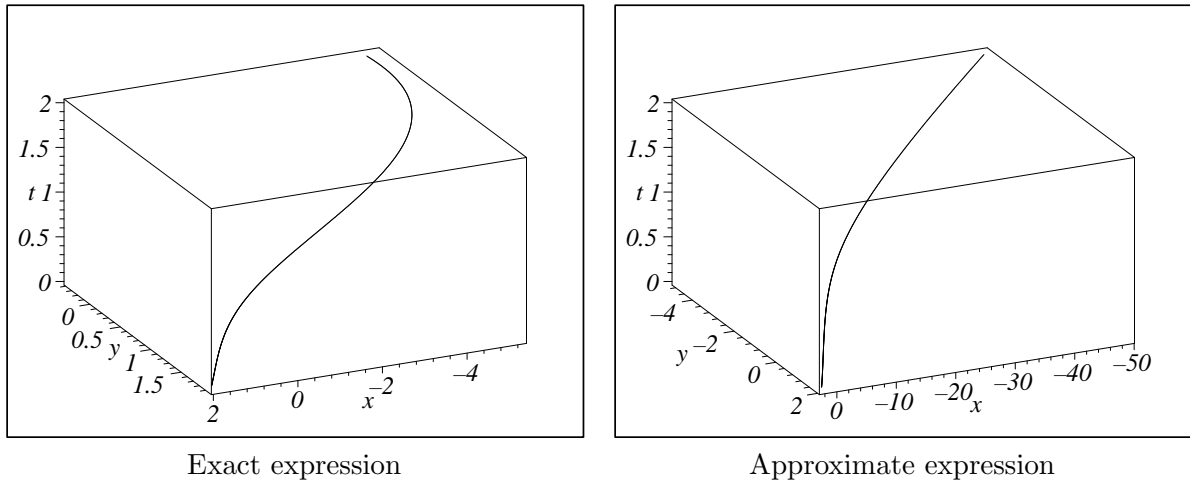 2
1.5
t 1
0.5
0
0
0.5
y 1
1.5
2
0
x –2
–4
2
1.5
t 1
0.5
0
–4
y –2
0
2
0
–10
–20
x
–30
–40
–50
Exact expression
Approximate expression